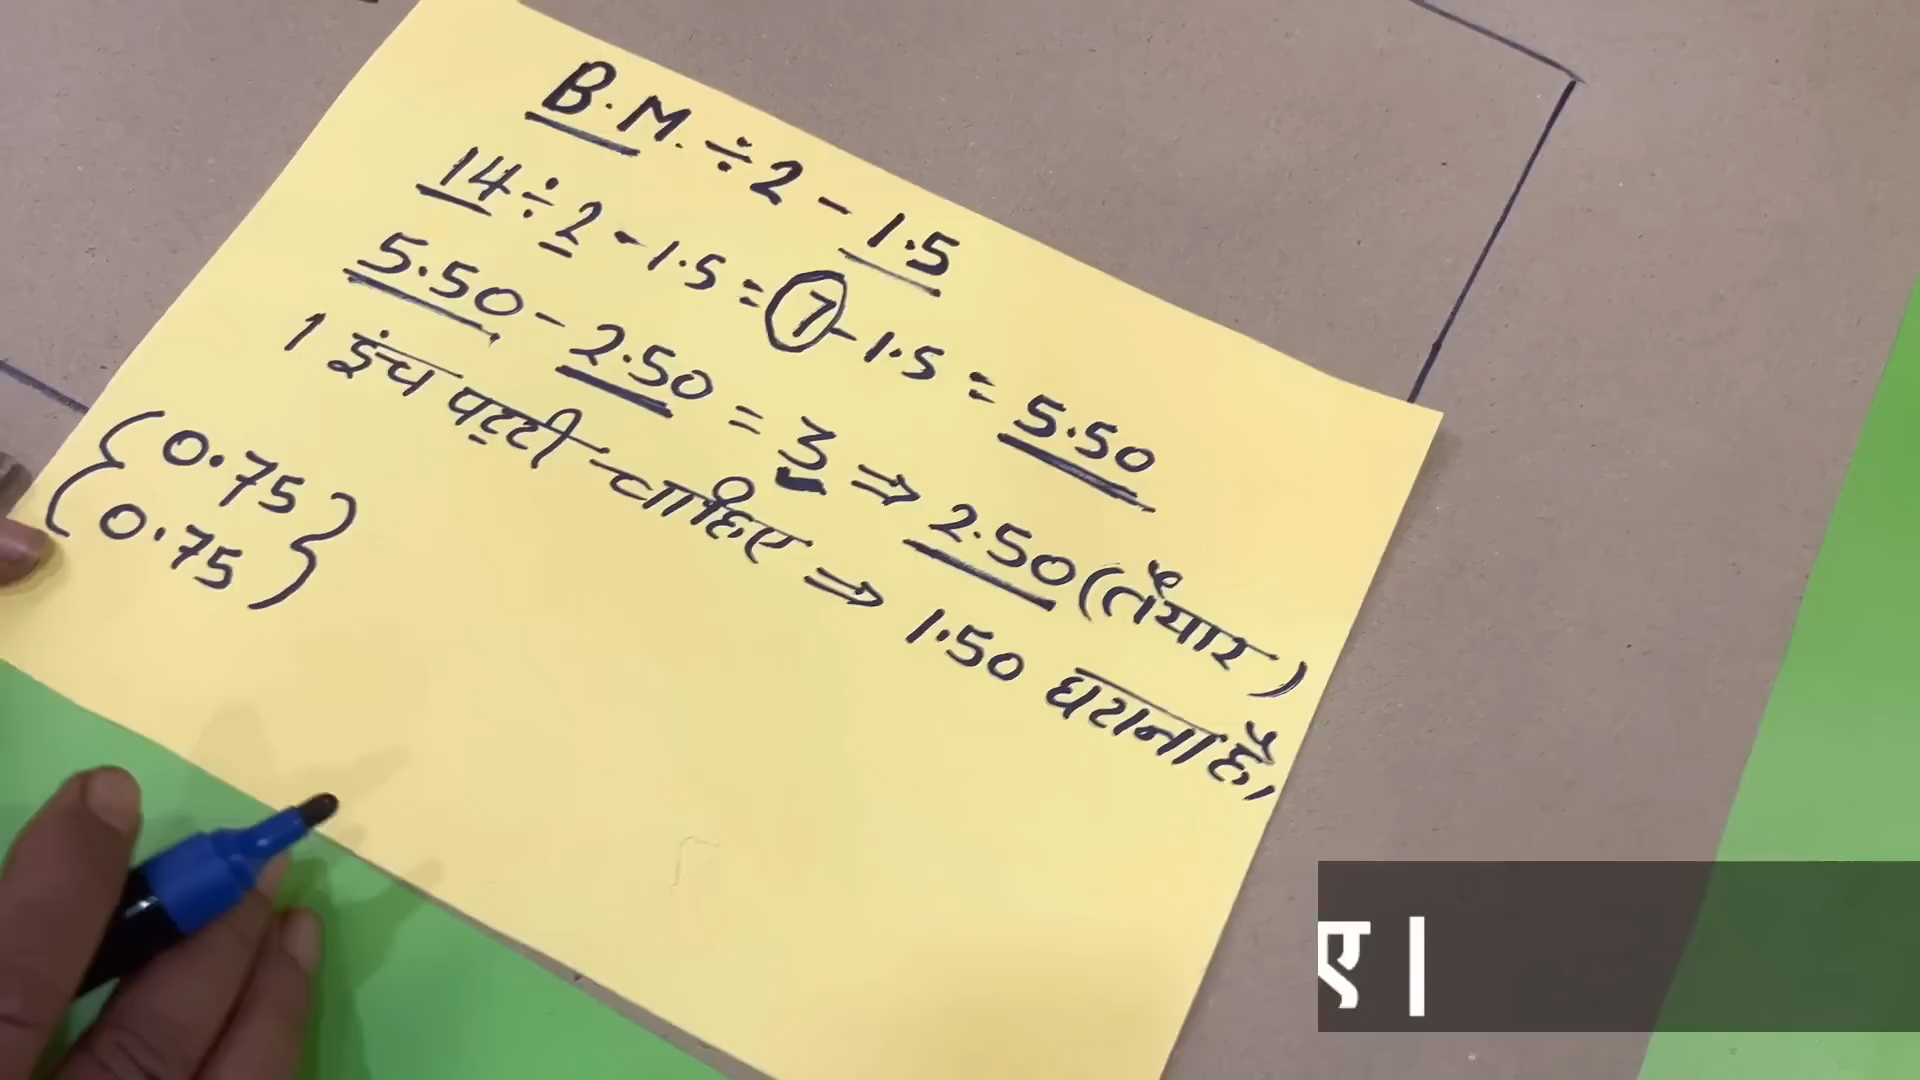 B.M. ÷ 2 - 1.5
14 ÷ 2 - 1.5 = 7 - 1.5 = 5.50
5.50 - 2.50 = 3 ⇒ 2.50 (तैयार)
1 इंच पट्टी चाहिए ⇒ 1.50 घटाना है,
{ 0.75
0.75 }
ए।